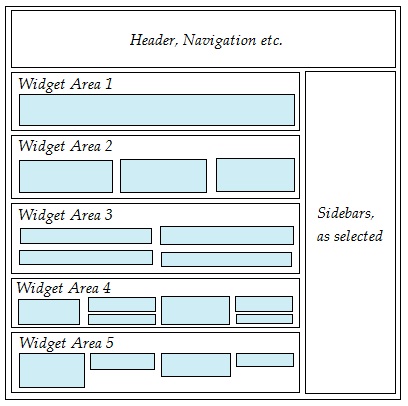 Header, Navigation etc.
Widget Area 1
Widget Area 2
Widget Area 3
Widget Area 4
Widget Area 5
Sidebars,
as selected